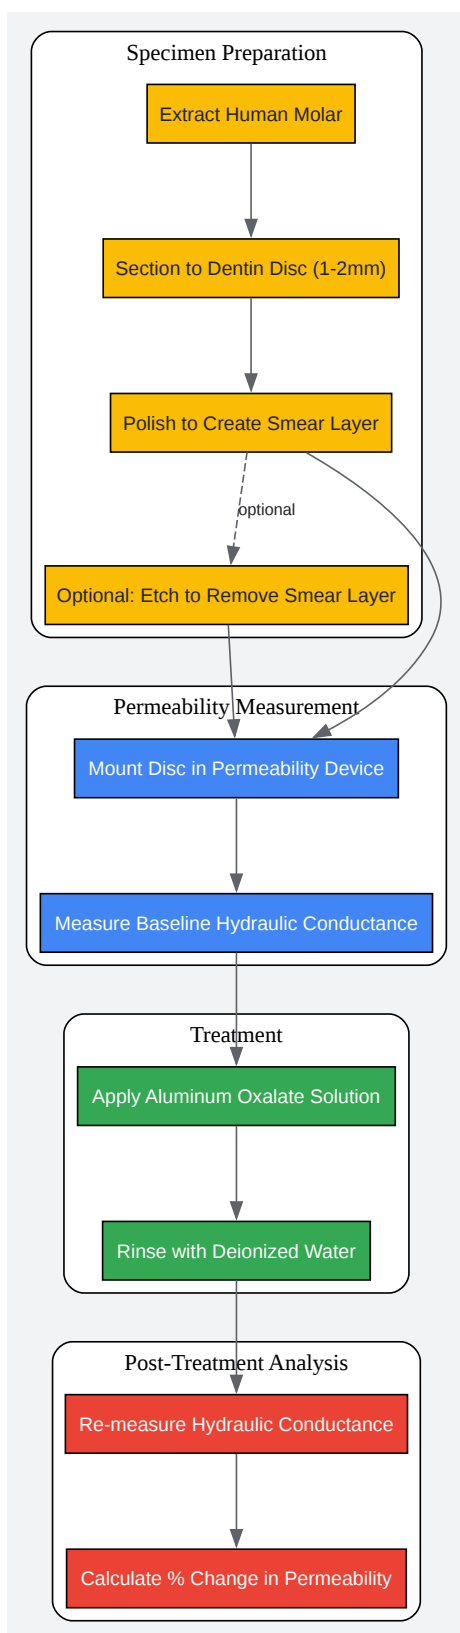 Specimen Preparation
Extract Human Molar
Section to Dentin Disc (1-2mm)
Polish to Create Smear Layer
optional
Optional: Etch to Remove Smear Layer
Permeability Measurement
Mount Disc in Permeability Device
Measure Baseline Hydraulic Conductance
Treatment
Apply Aluminum Oxalate Solution
Rinse with Deionized Water
Post-Treatment Analysis
Re-measure Hydraulic Conductance
Calculate % Change in Permeability